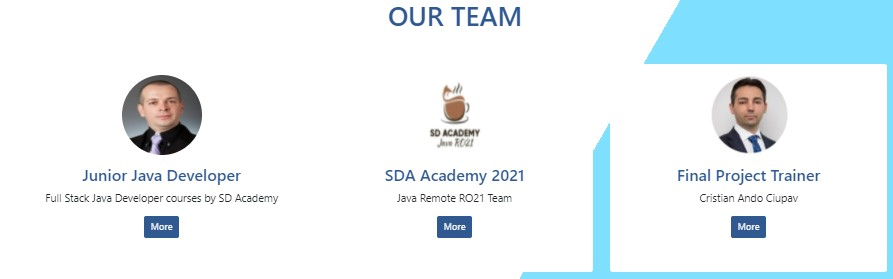 OUR TEAM
SD ACADEMY
Java RO21
Junior Java Developer
Full Stack Java Developer courses by SD Academy
More
SDA Academy 2021
Java Remote RO21 Team
More
Final Project Trainer
Cristian Ando Ciupav
More